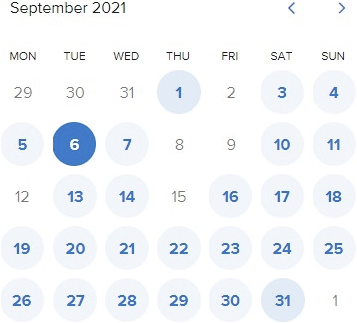 September 2021
MON TUE WED THU FRI SAT SUN
29 30 31 1 2 3 4
5 6 7 8 9 10 11
12 13 14 15 16 17 18
19 20 21 22 23 24 25
26 27 28 29 30 31 1